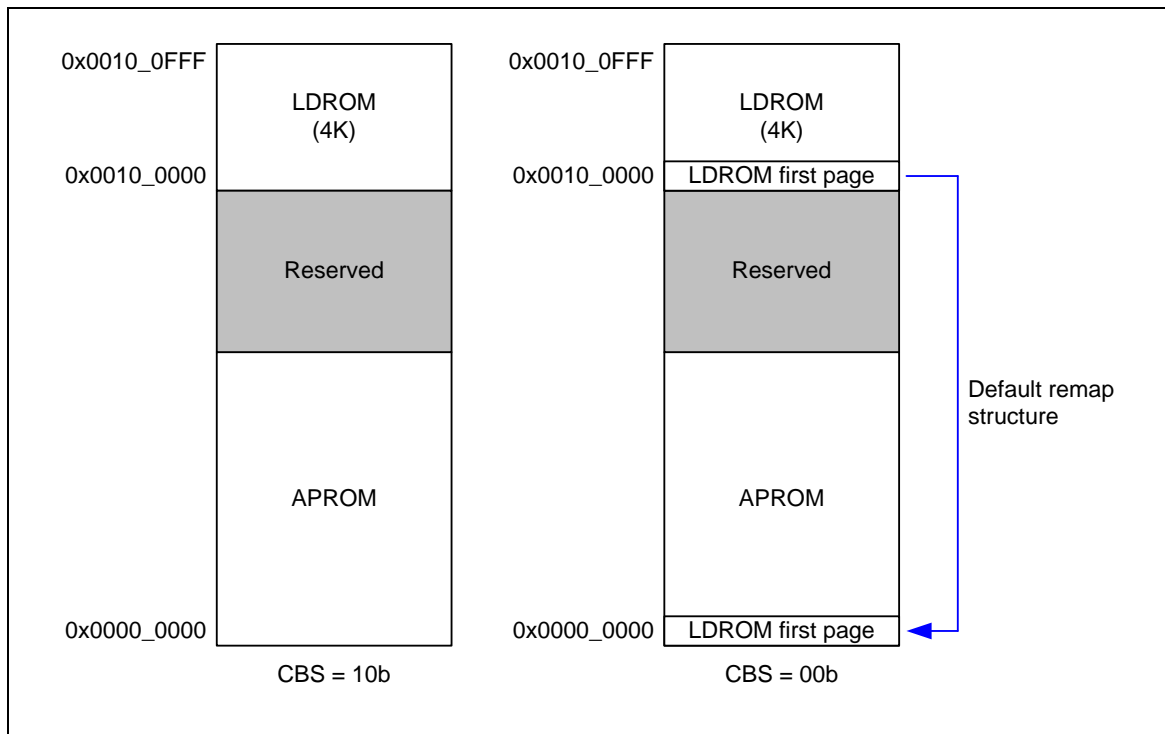 0x0010_0FFF
LDROM
(4K)
0x0010_0000
Reserved
APROM
0x0000_0000
CBS = 10b
0x0010_0FFF
LDROM
(4K)
0x0010_0000
LDROM first page
Reserved
Default remap
structure
APROM
0x0000_0000
LDROM first page
CBS = 00b